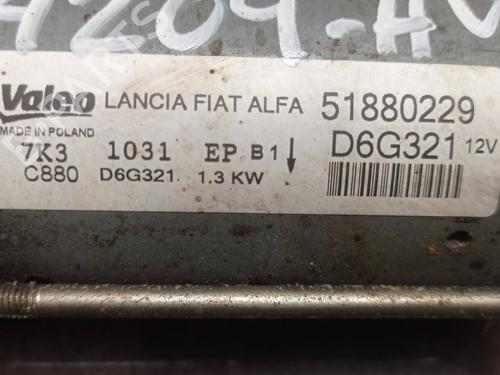 Valeo LANCIA FIAT ALFA 51880229
MADE IN POLAND D6G321 12V
7K3 1031 EP B1
C880 D6G321. 1.3 KW